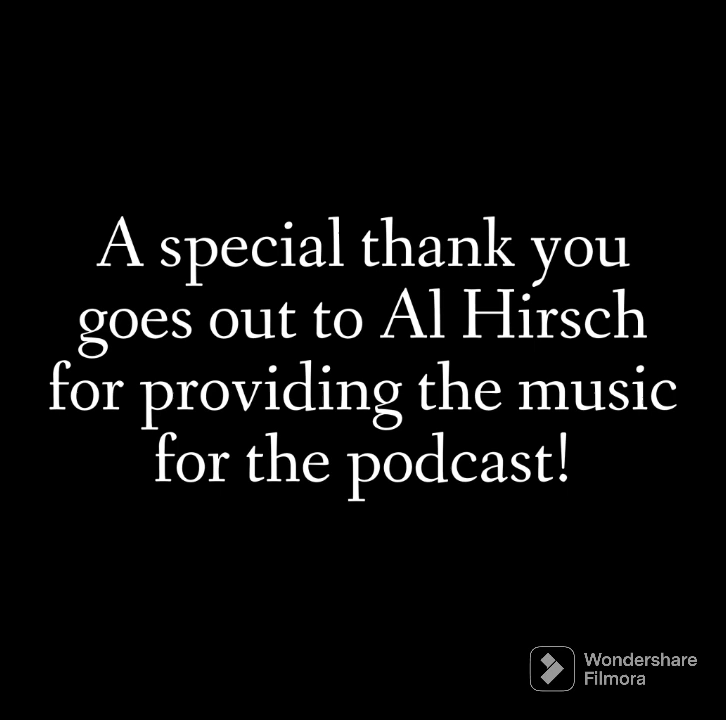 A special thank you
goes out to Al Hirsch
for providing the music
for the podcast!
Wondershare
Filmora